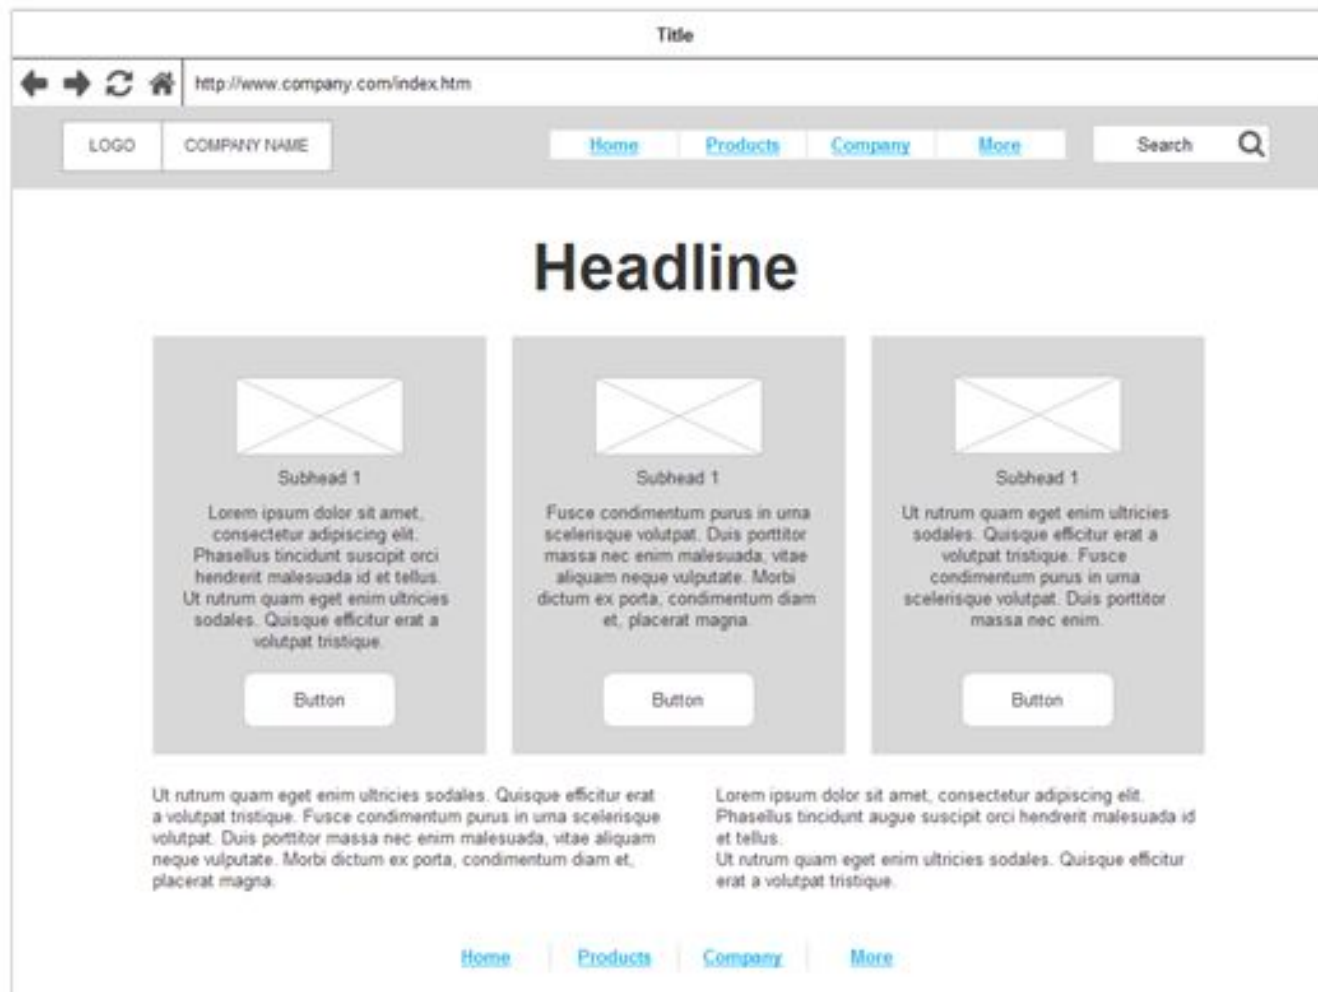 Title
http://www.company.com/index.htm
LOGO
COMPANY NAME
Home
Products
Company
More
Search
Headline
Subhead 1
Lorem ipsum dolor sit amet,
consectetur adipiscing elit.
Phasellus tincidunt suscipit orci
hendrerit malesuada id et tellus.
Ut rutrum quam eget enim ultricies
sodales. Quisque efficitur erat a
volutpat tristique.
Button
Subhead 1
Fusce condimentum purus in urna
scelerisque volutpat. Duis porttitor
massa nec enim malesuada, vitae
aliquam neque vulputate. Morbi
dictum ex porta, condimentum diam
et, placerat magna.
Button
Subhead 1
Ut rutrum quam eget enim ultricies
sodales. Quisque efficitur erat a
volutpat tristique. Fusce
condimentum purus in urna
scelerisque volutpat. Duis porttitor
massa nec enim.
Button
Ut rutrum quam eget enim ultricies sodales. Quisque efficitur erat
a volutpat tristique. Fusce condimentum purus in urna scelerisque
volutpat. Duis porttitor massa nec enim malesuada, vitae aliquam
neque vulputate. Morbi dictum ex porta, condimentum diam et,
placerat magna.
Lorem ipsum dolor sit amet, consectetur adipiscing elit.
Phasellus tincidunt augue suscipit orci hendrerit malesuada id
et tellus.
Ut rutrum quam eget enim ultricies sodales. Quisque efficitur
erat a volutpat tristique.
Home
Products
Company
More